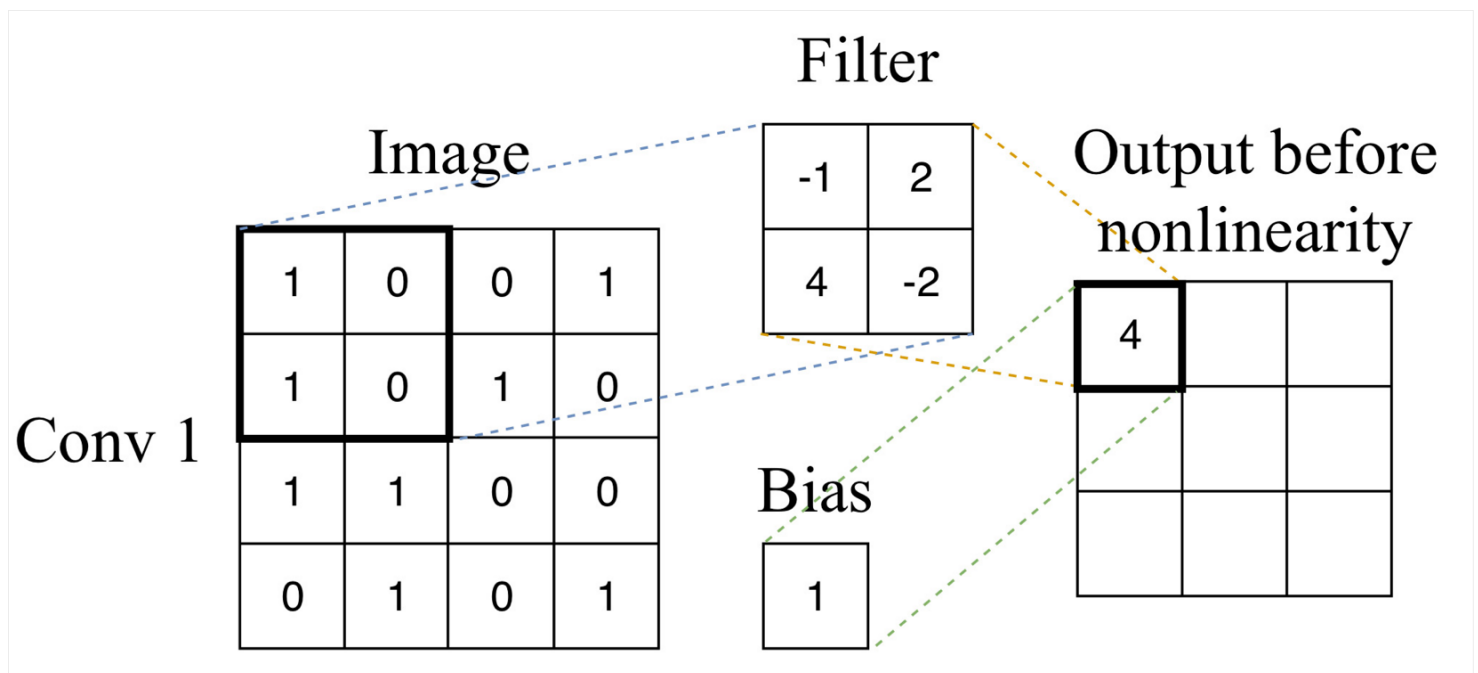 Filter
-1 2
4 -2
Image
1 0 0 1
1 0 1 0
1 1 0 0
0 1 0 1
Conv 1
Bias
1
Output before
nonlinearity
4